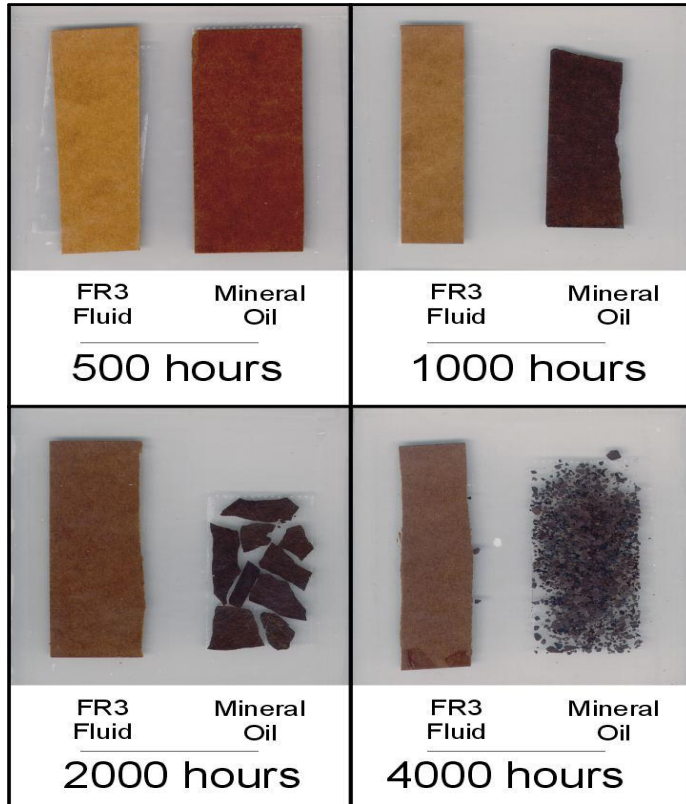 FR3
Fluid
Mineral
Oil
500 hours
FR3
Fluid
Mineral
Oil
1000 hours
FR3
Fluid
Mineral
Oil
2000 hours
FR3
Fluid
Mineral
Oil
4000 hours